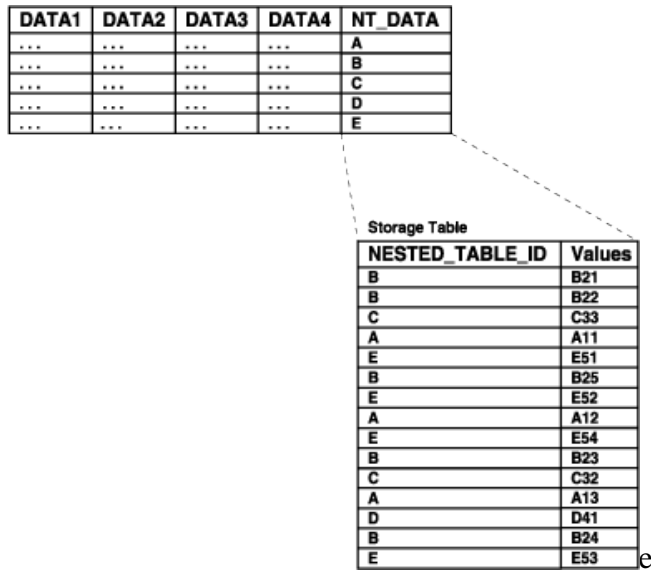 DATA1 DATA2 DATA3 DATA4 NT_DATA
... ... ... ... A
... ... ... ... B
... ... ... ... C
... ... ... ... D
... ... ... ... E
Storage Table
NESTED_TABLE_ID Values
B B21
B B22
C C33
A A11
E E51
B B25
E E52
A A12
E E54
B B23
C C32
A A13
D D41
B B24
E E53 e